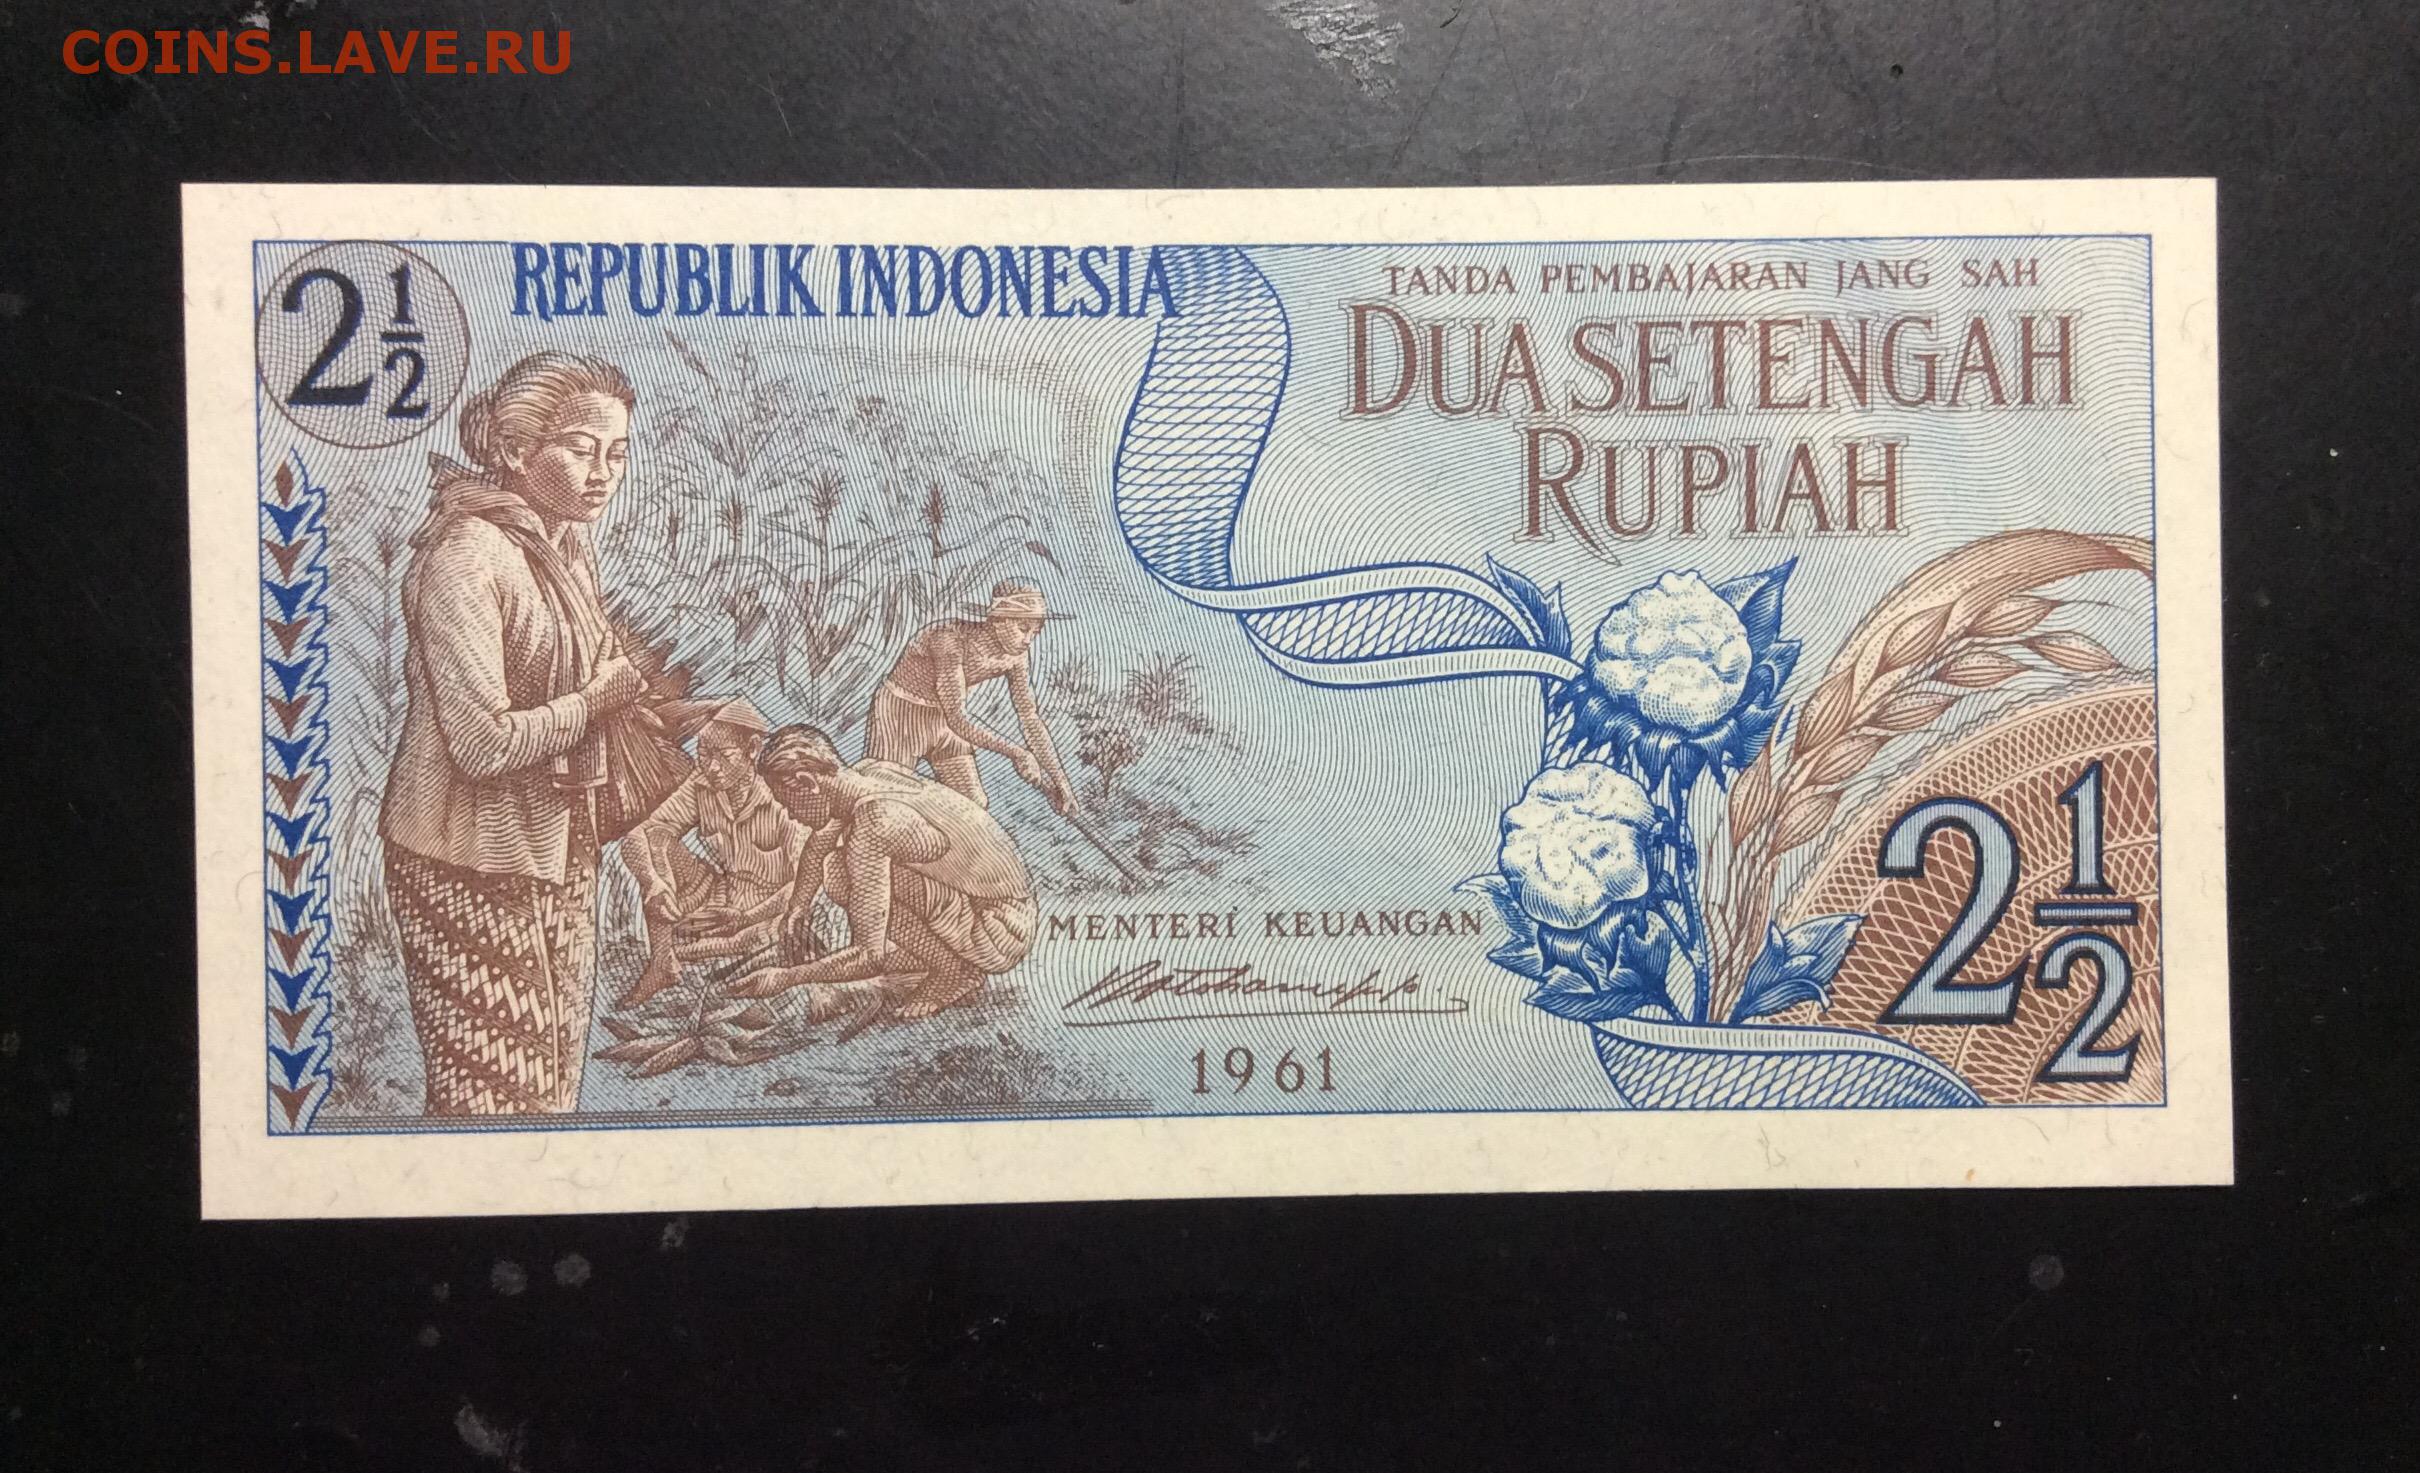 COINS.LAVE.RU
2 1/2
REPUBLIK INDONESIA
TANDA PEMBAJARAN JANG SAH
DUA SETENGAH
RUPIAH
MENTERI KEUANGAN
1961
2 1/2